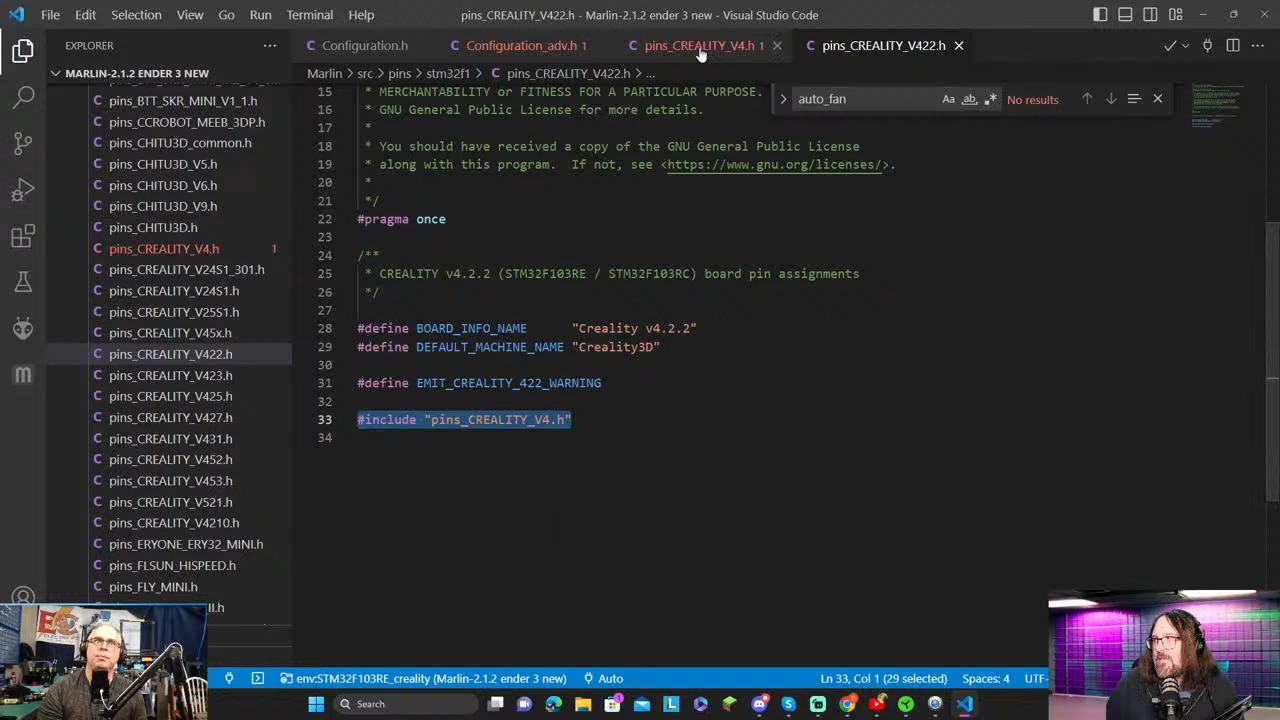 File Edit Selection View Go Run Terminal Help
pins_CREALITY_V422.h - Marlin-2.1.2 ender 3 new - Visual Studio Code
EXPLORER
Configuration.h
Configuration_adv.h 1
pins_CREALITY_V4.h 1
pins_CREALITY_V422.h
MARLIN-2.1.2 ENDER 3 NEW
Marlin > src > pins > stm32f1 > C pins_CREALITY_V422.h > ...
auto_fan
Aa ab
No results
pins_BTT_SKR_MINI_V1_1.h
pins_CCROBOT_MEEB_3DP.h
pins_CHITU3D_common.h
pins_CHITU3D_V5.h
pins_CHITU3D_V6.h
pins_CHITU3D_V9.h
pins_CHITU3D.h
pins_CREALITY_V4.h 1
pins_CREALITY_V24S1_301.h
pins_CREALITY_V24S1.h
pins_CREALITY_V25S1.h
pins_CREALITY_V45x.h
pins_CREALITY_V422.h
pins_CREALITY_V423.h
pins_CREALITY_V425.h
pins_CREALITY_V427.h
pins_CREALITY_V431.h
pins_CREALITY_V452.h
pins_CREALITY_V453.h
pins_CREALITY_V521.h
pins_CREALITY_V4210.h
pins_ERYONE_ERY32_MINI.h
pins_FLSUN_HISPEED.h
pins_FLY_MINI.h
15 * MERCHANTABILITY or FITNESS FOR A PARTICULAR PURPOSE.
16 * GNU General Public License for more details.
17 *
18 * You should have received a copy of the GNU General Public License
19 * along with this program. If not, see <https://www.gnu.org/licenses/>.
20 *
21 */
22 #pragma once
23
24 /**
25 * CREALITY v4.2.2 (STM32F103RE / STM32F103RC) board pin assignments
26 */
27
28 #define BOARD_INFO_NAME "Creality v4.2.2"
29 #define DEFAULT_MACHINE_NAME "Creality3D"
30
31 #define EMIT_CREALITY_422_WARNING
32
33 #include "pins_CREALITY_V4.h"
34
env:STM32F103RE_creality (Marlin-2.1.2 ender 3 new)
Auto
Ln 33, Col 1 (29 selected)
Spaces: 4
UTF-
Search